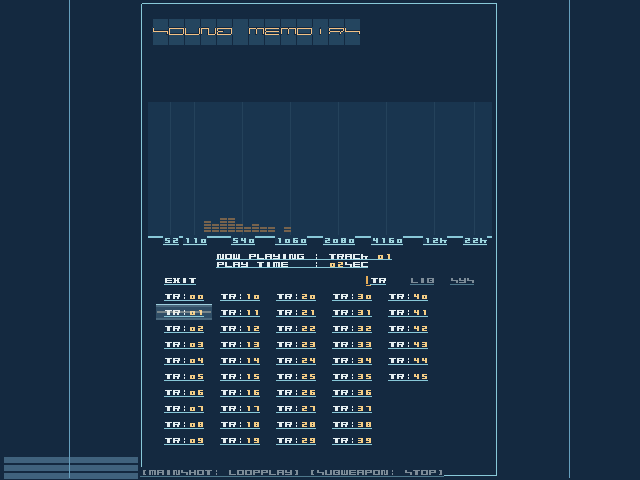 SOUND MEMORY
52 110 540 1060 2080 4160 12k 22k
NOW PLAYING : TRACK 01
PLAY TIME : 02SEC
EXIT TR LIB SYS
TR:00 TR:10 TR:20 TR:30 TR:40
TR:01 TR:11 TR:21 TR:31 TR:41
TR:02 TR:12 TR:22 TR:32 TR:42
TR:03 TR:13 TR:23 TR:33 TR:43
TR:04 TR:14 TR:24 TR:34 TR:44
TR:05 TR:15 TR:25 TR:35 TR:45
TR:06 TR:16 TR:26 TR:36
TR:07 TR:17 TR:27 TR:37
TR:08 TR:18 TR:28 TR:38
TR:09 TR:19 TR:29 TR:39
[MAINSHOT: LOOPPLAY] [SUBWEAPON: STOP]